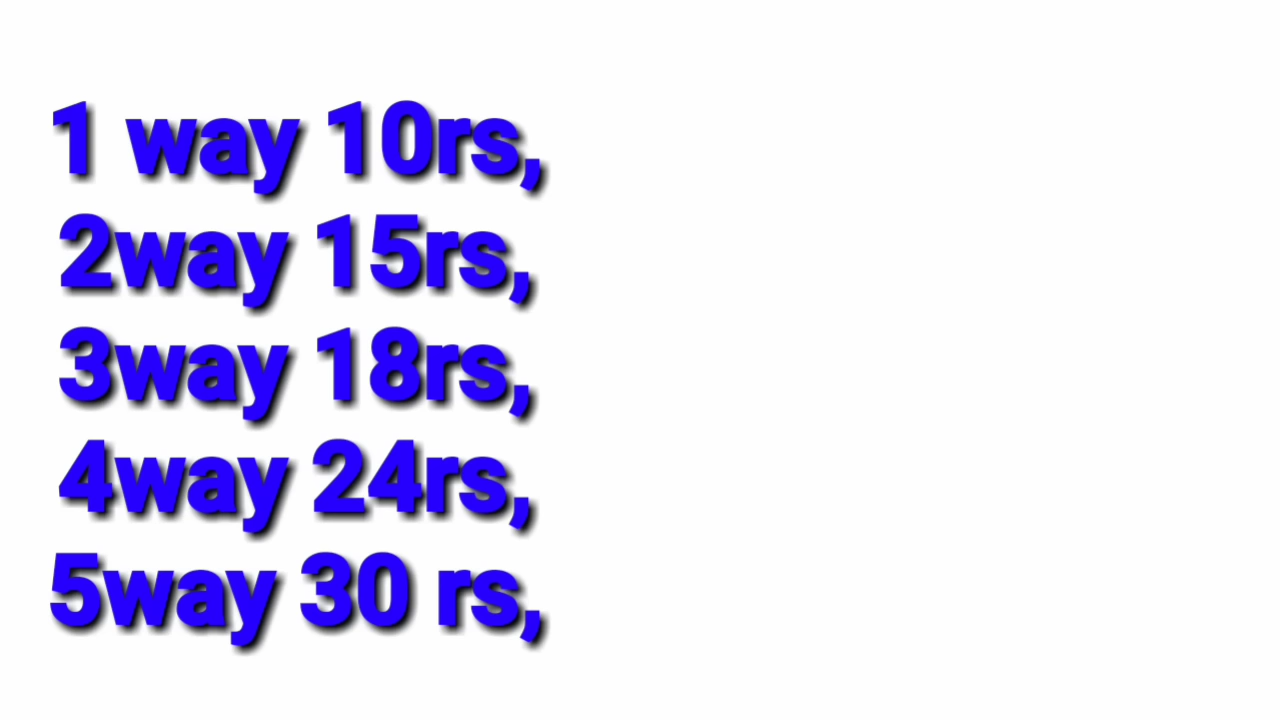 1 way 10rs,
2way 15rs,
3way 18rs,
4way 24rs,
5way 30 rs,